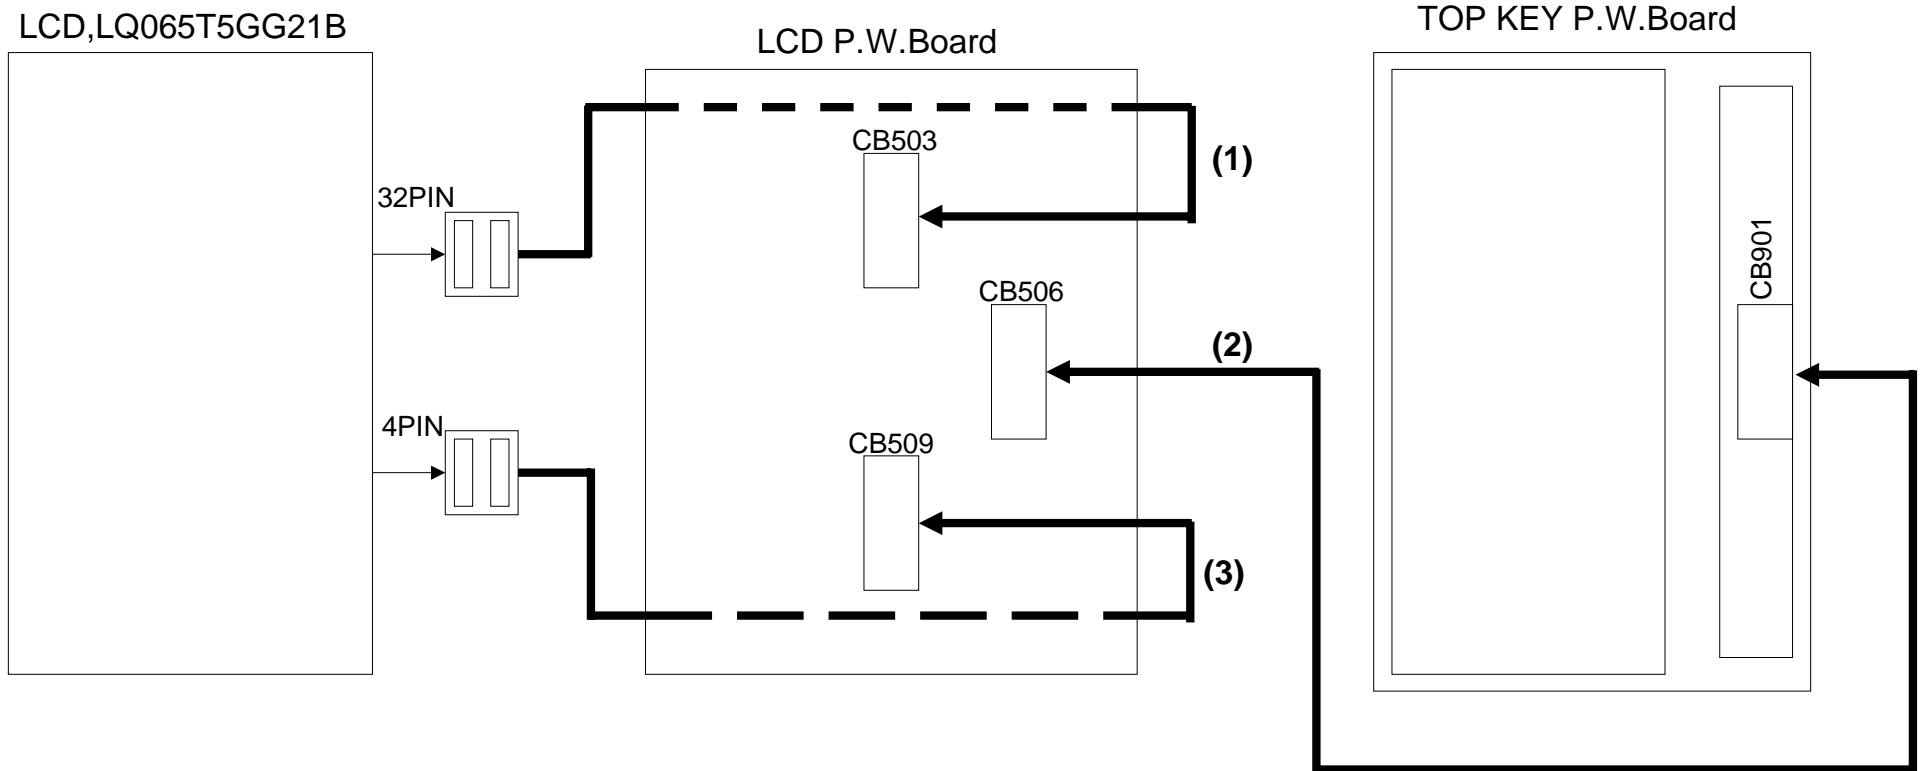 LCD,LQ065T5GG21B
LCD P.W.Board
TOP KEY P.W.Board
CB503
(1)
32PIN
CB901
CB506
(2)
4PIN
CB509
(3)